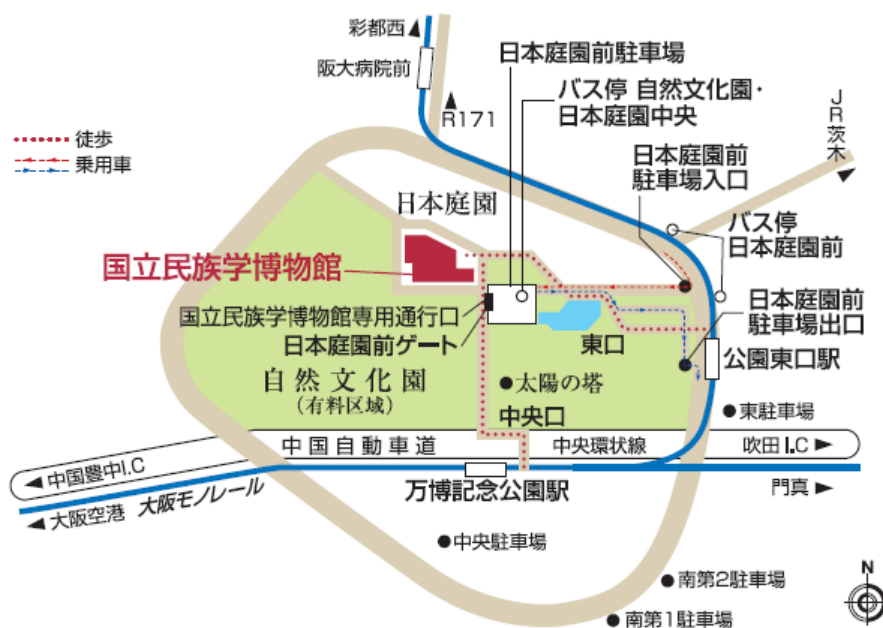 彩都西
阪大病院前
R171
日本庭園前駐車場
バス停 自然文化園・
日本庭園中央
JR茨木
徒歩
乗用車
日本庭園前
駐車場入口
日本庭園
バス停
日本庭園前
国立民族学博物館
国立民族学博物館専用通行口
日本庭園前ゲート
日本庭園前
駐車場出口
東口
公園東口駅
自然文化園
(有料区域)
太陽の塔
中央口
東駐車場
中国自動車道
中央環状線
吹田I.C
中国豊中I.C
万博記念公園駅
門真
大阪空港
大阪モノレール
中央駐車場
南第2駐車場
南第1駐車場
N